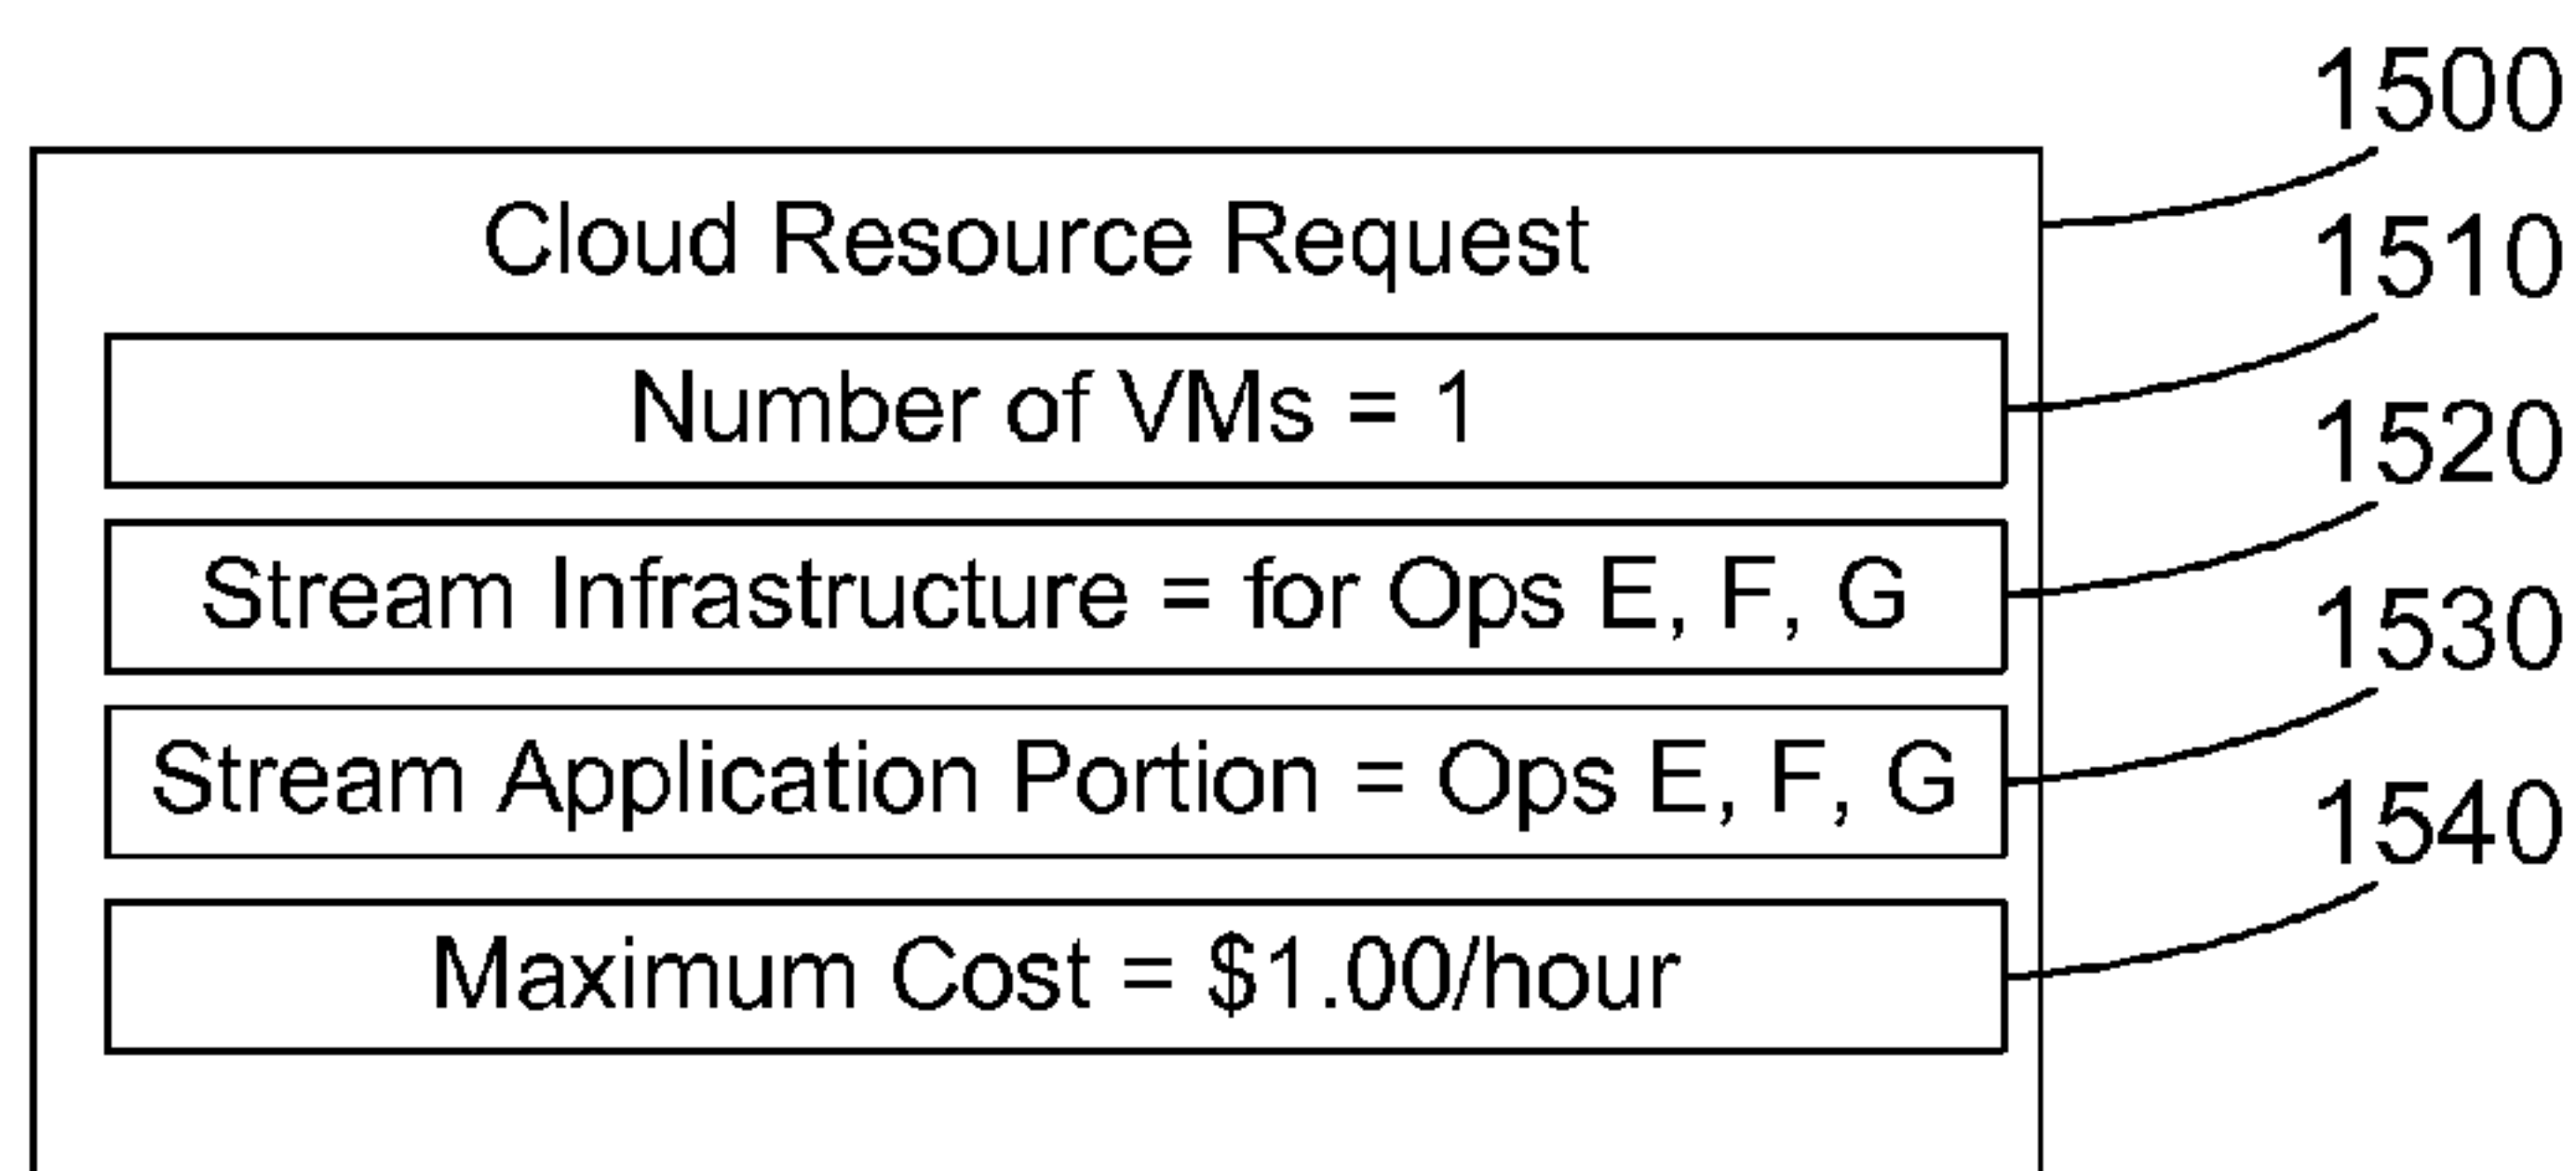 1500
Cloud Resource Request
1510
Number of VMs = 1
1520
Stream Infrastructure = for Ops E, F, G
1530
Stream Application Portion = Ops E, F, G
1540
Maximum Cost = $1.00/hour